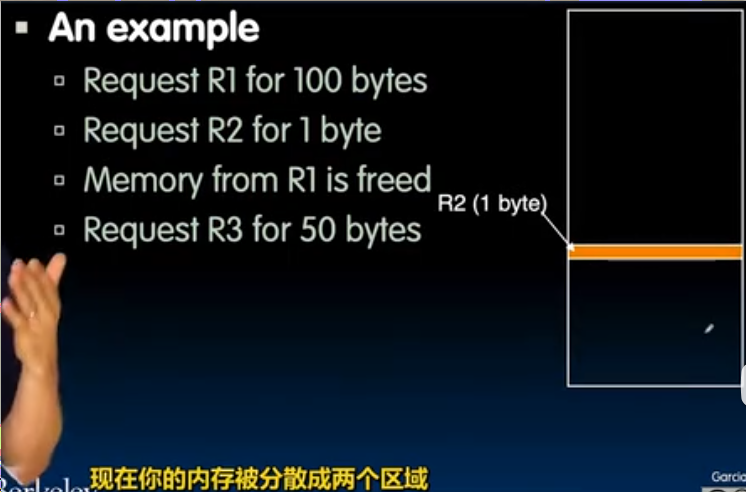 An example
Request R1 for 100 bytes
Request R2 for 1 byte
Memory from R1 is freed
R2 (1 byte)
Request R3 for 50 bytes
现在你的内存被分散成两个区域
Berkeley
Garcia